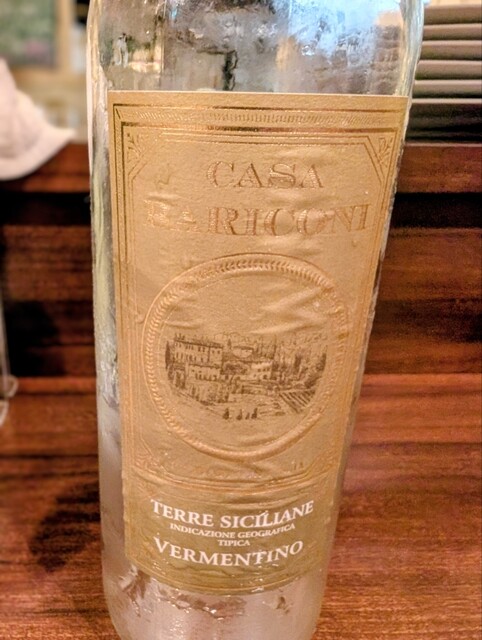 CASA
TERRE SICILIANE
INDICAZIONE GEOGRAFICA
TIPICA
VERMENTINO